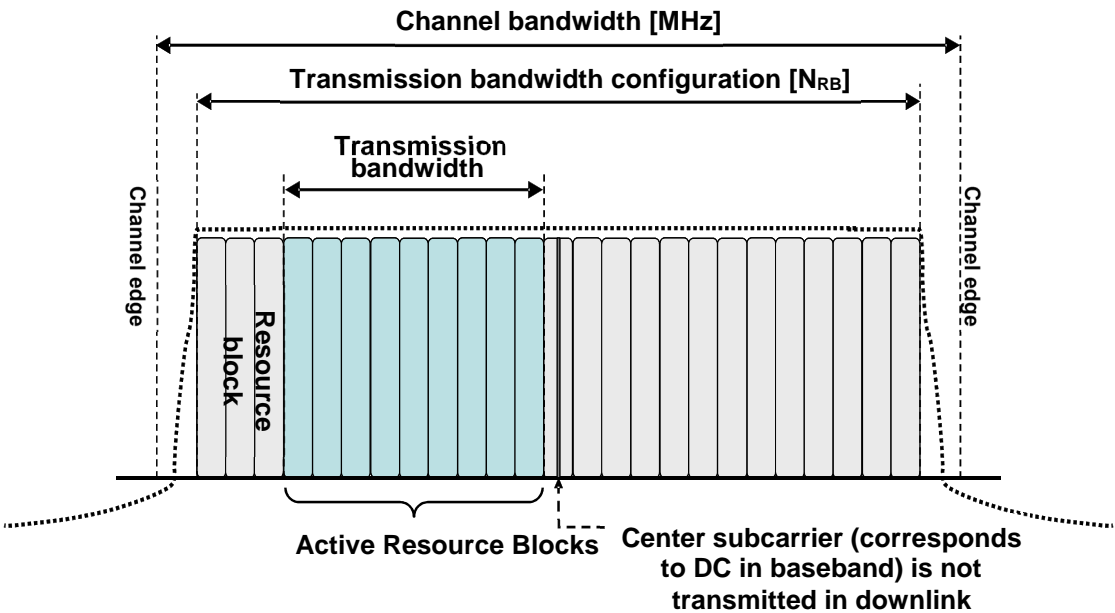 Channel bandwidth [MHz]
Transmission bandwidth configuration [NRB]
Transmission
bandwidth
Channel edge
Channel edge
Resource
block
Active Resource Blocks
Center subcarrier (corresponds
to DC in baseband) is not
transmitted in downlink